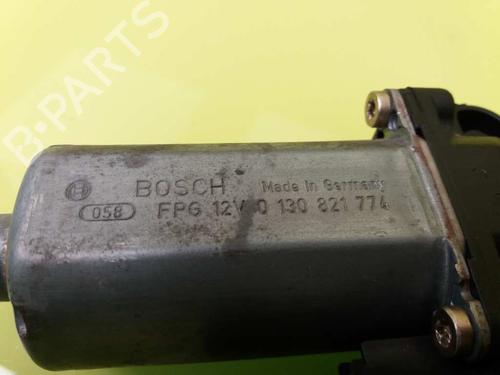 B-PARTS
BOSCH Made in Germany
058 FPG 12V 0 130 821 774